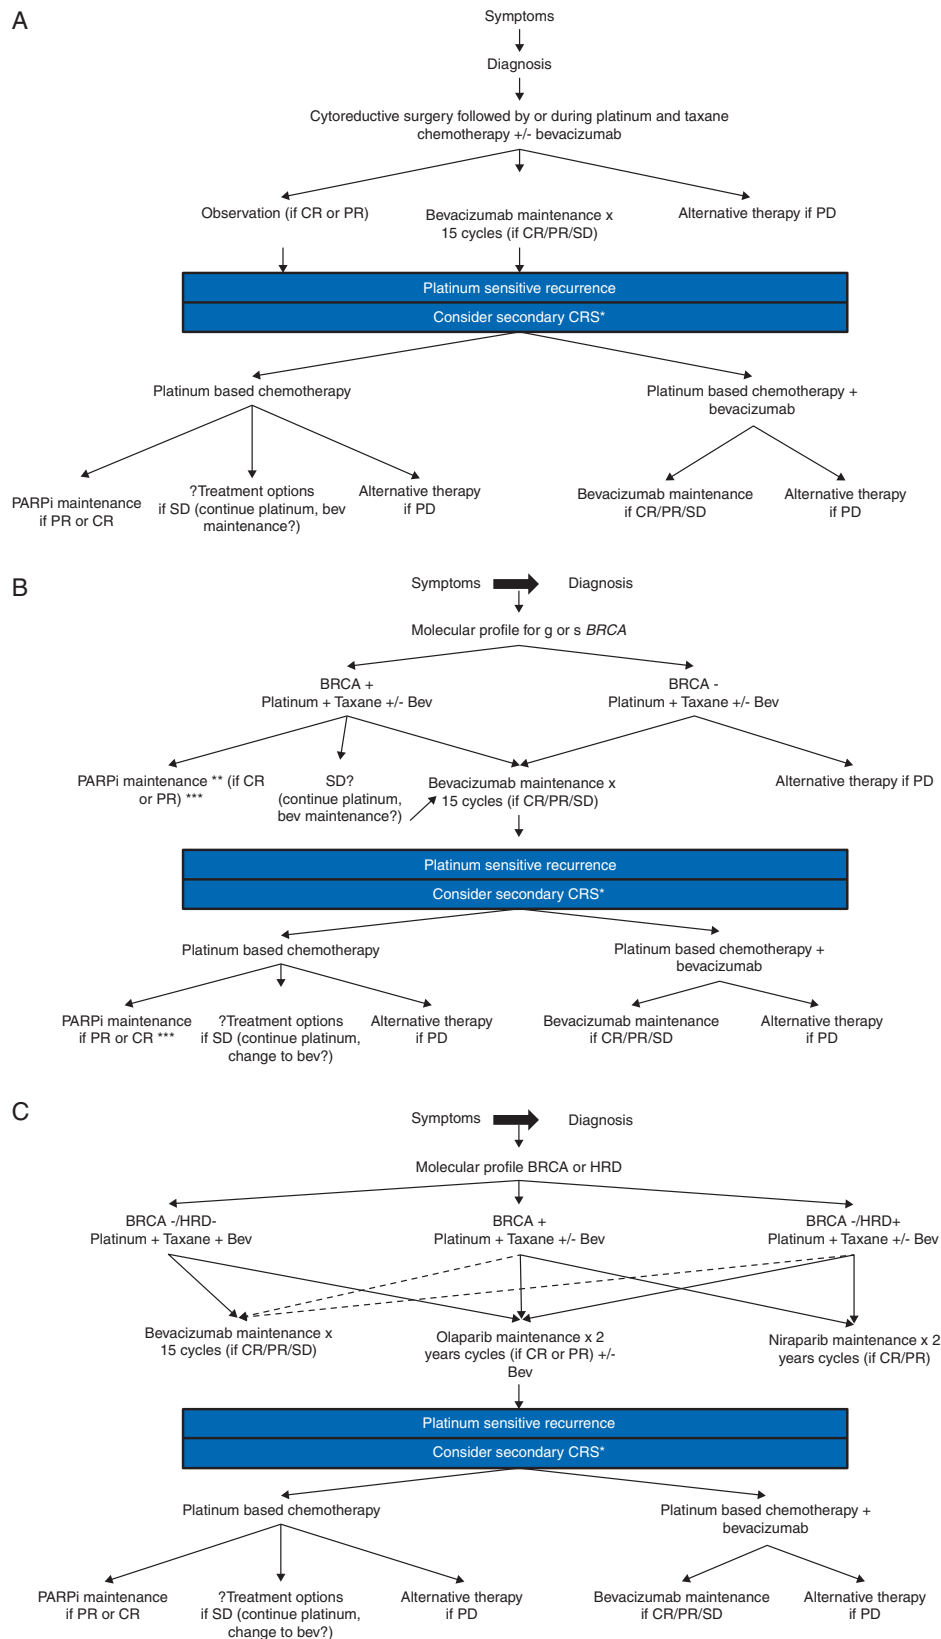 A
Symptoms
Diagnosis
Cytoreductive surgery followed by or during platinum and taxane
chemotherapy +/- bevacizumab
Observation (if CR or PR)
Bevacizumab maintenance x
15 cycles (if CR/PR/SD)
Alternative therapy if PD
Platinum sensitive recurrence
Consider secondary CRS*
Platinum based chemotherapy
Platinum based chemotherapy +
bevacizumab
PARPi maintenance
if PR or CR
?Treatment options
if SD (continue platinum, bev
maintenance?)
Alternative therapy
if PD
Bevacizumab maintenance
if CR/PR/SD
Alternative therapy
if PD
B
Symptoms
Diagnosis
Molecular profile for g or s BRCA
BRCA +
Platinum + Taxane +/- Bev
BRCA -
Platinum + Taxane +/- Bev
PARPi maintenance ** (if CR
or PR) ***
SD?
(continue platinum,
bev maintenance?)
Bevacizumab maintenance x
15 cycles (if CR/PR/SD)
Alternative therapy if PD
Platinum sensitive recurrence
Consider secondary CRS*
Platinum based chemotherapy
Platinum based chemotherapy +
bevacizumab
PARPi maintenance
if PR or CR ***
?Treatment options
if SD (continue platinum,
change to bev?)
Alternative therapy
if PD
Bevacizumab maintenance
if CR/PR/SD
Alternative therapy
if PD
C
Symptoms
Diagnosis
Molecular profile BRCA or HRD
BRCA -/HRD-
Platinum + Taxane + Bev
BRCA +
Platinum + Taxane +/- Bev
BRCA -/HRD+
Platinum + Taxane +/- Bev
Bevacizumab maintenance x
15 cycles (if CR/PR/SD)
Olaparib maintenance x 2
years cycles (if CR or PR) +/-
Bev
Niraparib maintenance x 2
years cycles (if CR/PR)
Platinum sensitive recurrence
Consider secondary CRS*
Platinum based chemotherapy
Platinum based chemotherapy +
bevacizumab
PARPi maintenance
if PR or CR
?Treatment options
if SD (continue platinum,
change to bev?)
Alternative therapy
if PD
Bevacizumab maintenance
if CR/PR/SD
Alternative therapy
if PD